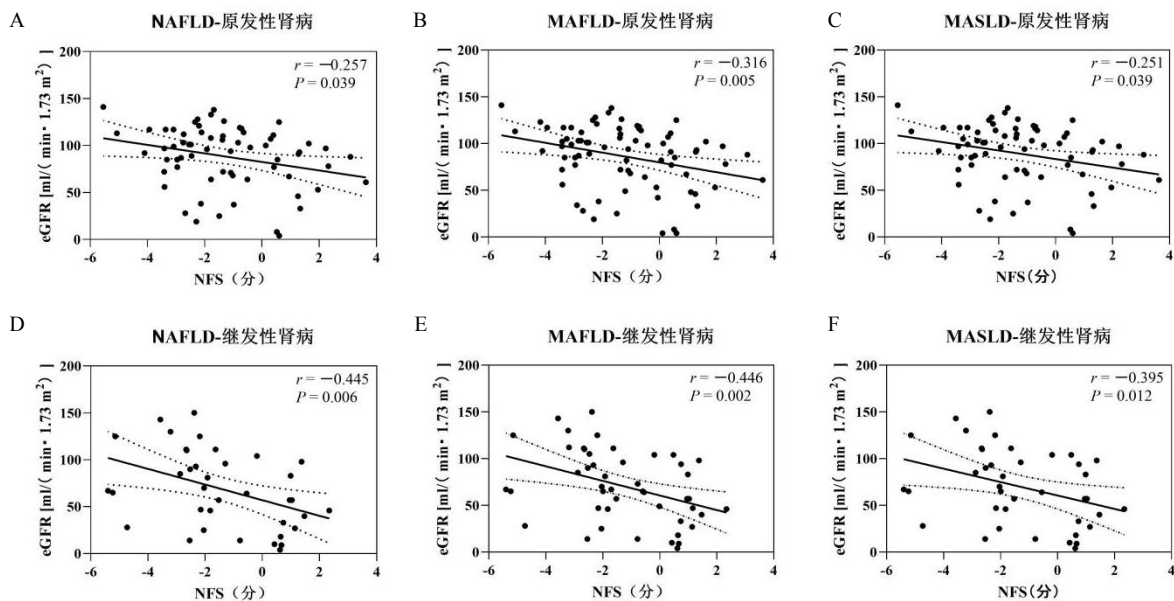 A
NAFLD-原发性肾病
r = −0.257
P = 0.039
eGFR [ml/( min· 1.73 m²) ]
200
150
100
50
0
-6 -4 -2 0 2 4
NFS（分）
B
MAFLD-原发性肾病
r = −0.316
P = 0.005
eGFR [ml/( min· 1.73 m²) ]
200
150
100
50
0
-6 -4 -2 0 2 4
NFS（分）
C
MASLD-原发性肾病
r = −0.251
P = 0.039
eGFR [ml/( min· 1.73 m²) ]
200
150
100
50
0
-6 -4 -2 0 2 4
NFS(分)
D
NAFLD-继发性肾病
r = −0.445
P = 0.006
eGFR [ml/( min· 1.73 m²) ]
200
150
100
50
0
-6 -4 -2 0 2 4
NFS（分）
E
MAFLD-继发性肾病
r = −0.446
P = 0.002
eGFR [ml/( min· 1.73 m²) ]
200
150
100
50
0
-6 -4 -2 0 2 4
NFS（分）
F
MASLD-继发性肾病
r = −0.395
P = 0.012
eGFR [ml/( min· 1.73 m²) ]
200
150
100
50
0
-6 -4 -2 0 2 4
NFS(分)